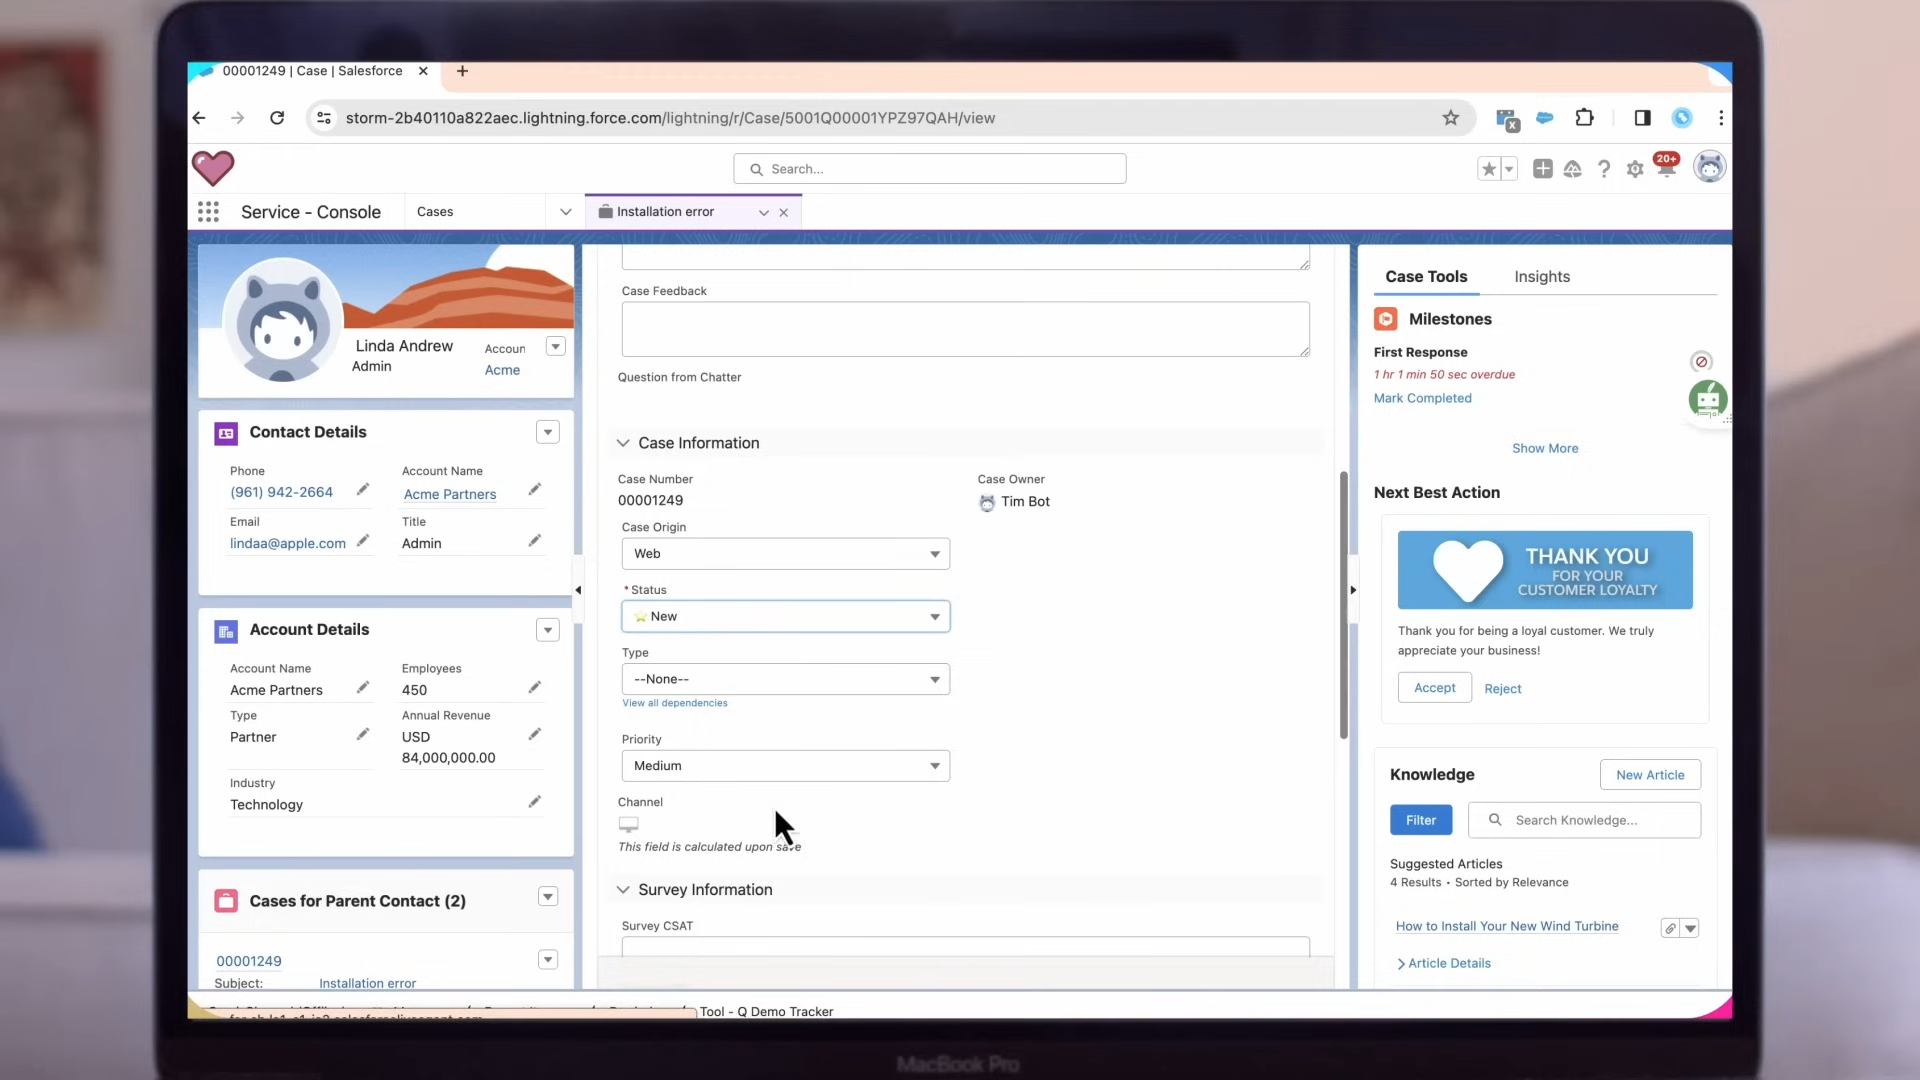 00001249 | Case | Salesforce
storm-2b40110a822aec.lightning.force.com/lightning/r/Case/5001Q00001YPZ97QAH/view
Search...
20+
Service - Console
Cases
Installation error
Linda Andrew
Admin
Accoun
Acme
Contact Details
Phone
Account Name
(961) 942-2664
Acme Partners
Email
Title
lindaa@apple.com
Admin
Account Details
Account Name
Employees
Acme Partners
450
Type
Annual Revenue
Partner
USD
84,000,000.00
Industry
Technology
Cases for Parent Contact (2)
00001249
Subject:
Installation error
Case Feedback
Question from Chatter
Case Information
Case Number
Case Owner
00001249
Tim Bot
Case Origin
Web
*Status
New
Type
--None--
View all dependencies
Priority
Medium
Channel
This field is calculated upon save
Survey Information
Survey CSAT
Tool - Q Demo Tracker
Case Tools
Insights
Milestones
First Response
1 hr 1 min 50 sec overdue
Mark Completed
Show More
Next Best Action
THANK YOU
FOR YOUR
CUSTOMER LOYALTY
Thank you for being a loyal customer. We truly
appreciate your business!
Accept
Reject
Knowledge
New Article
Filter
Search Knowledge...
Suggested Articles
4 Results • Sorted by Relevance
How to Install Your New Wind Turbine
Article Details
MacBook Pro